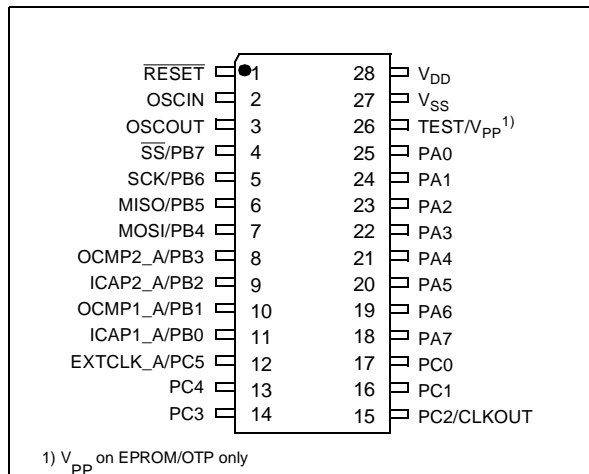 RESET 1 28 VDD
OSCIN 2 27 VSS
OSCOUT 3 26 TEST/VPP1)
SS/PB7 4 25 PA0
SCK/PB6 5 24 PA1
MISO/PB5 6 23 PA2
MOSI/PB4 7 22 PA3
OCMP2_A/PB3 8 21 PA4
ICAP2_A/PB2 9 20 PA5
OCMP1_A/PB1 10 19 PA6
ICAP1_A/PB0 11 18 PA7
EXTCLK_A/PC5 12 17 PC0
PC4 13 16 PC1
PC3 14 15 PC2/CLKOUT
1) VPP on EPROM/OTP only